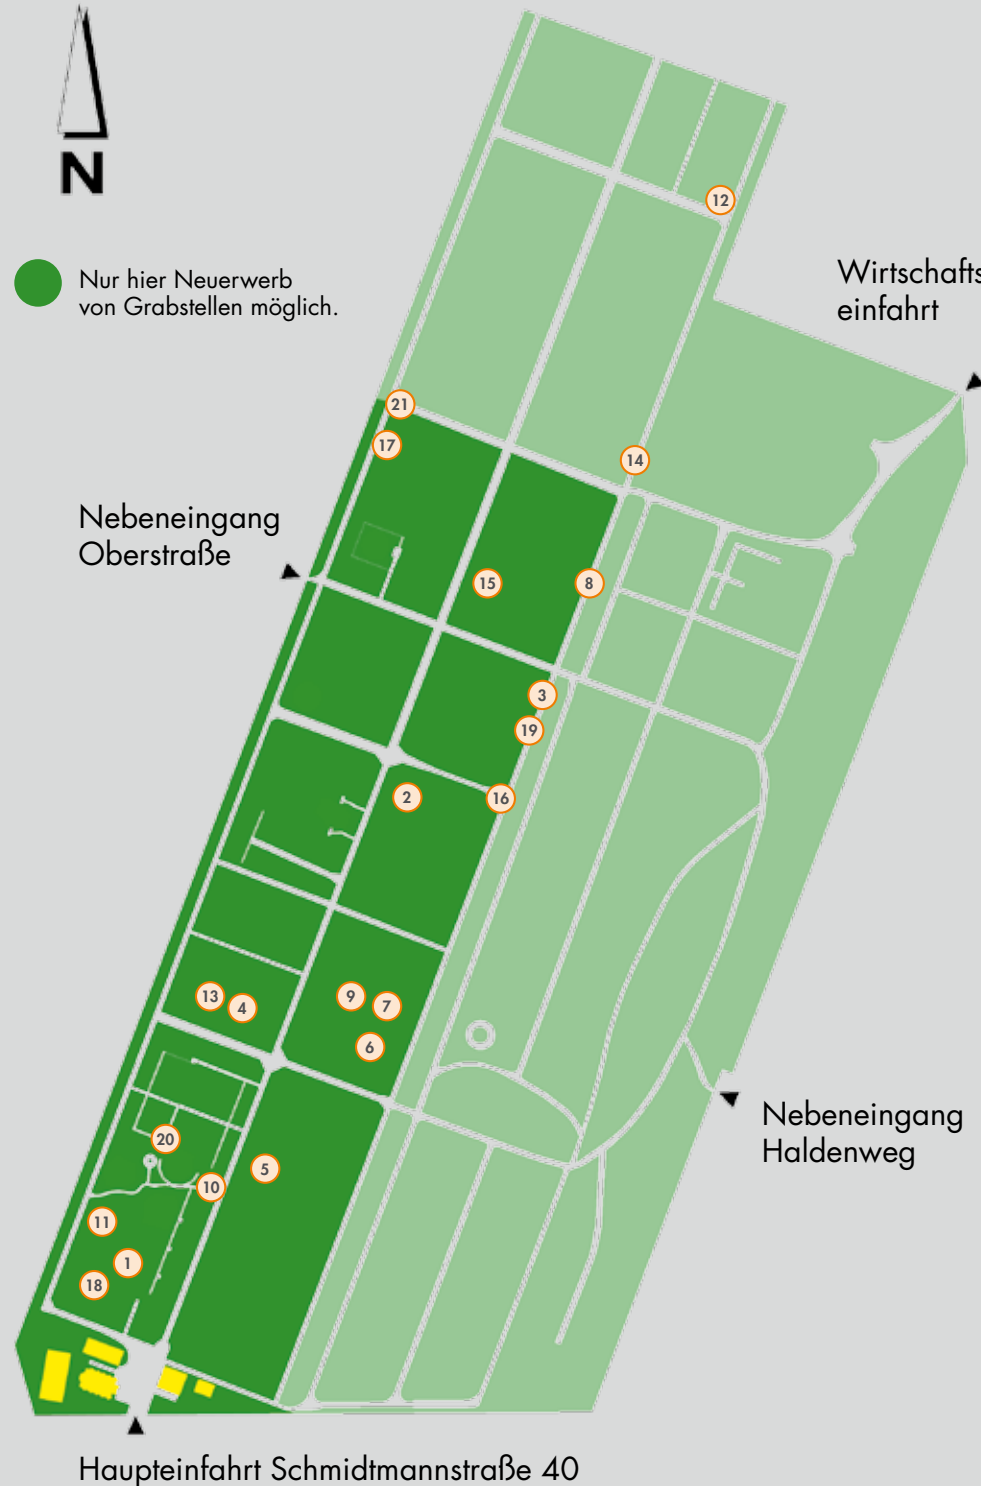 N
12
Nur hier Neuerwerb
von Grabstellen möglich.
Wirtschafts
einfahrt
21
17
14
Nebeneingang
Oberstraße
15
8
3
19
2
16
13
4
9
7
6
20
5
10
11
1
18
Nebeneingang
Haldenweg
Haupteinfahrt Schmidtmannstraße 40